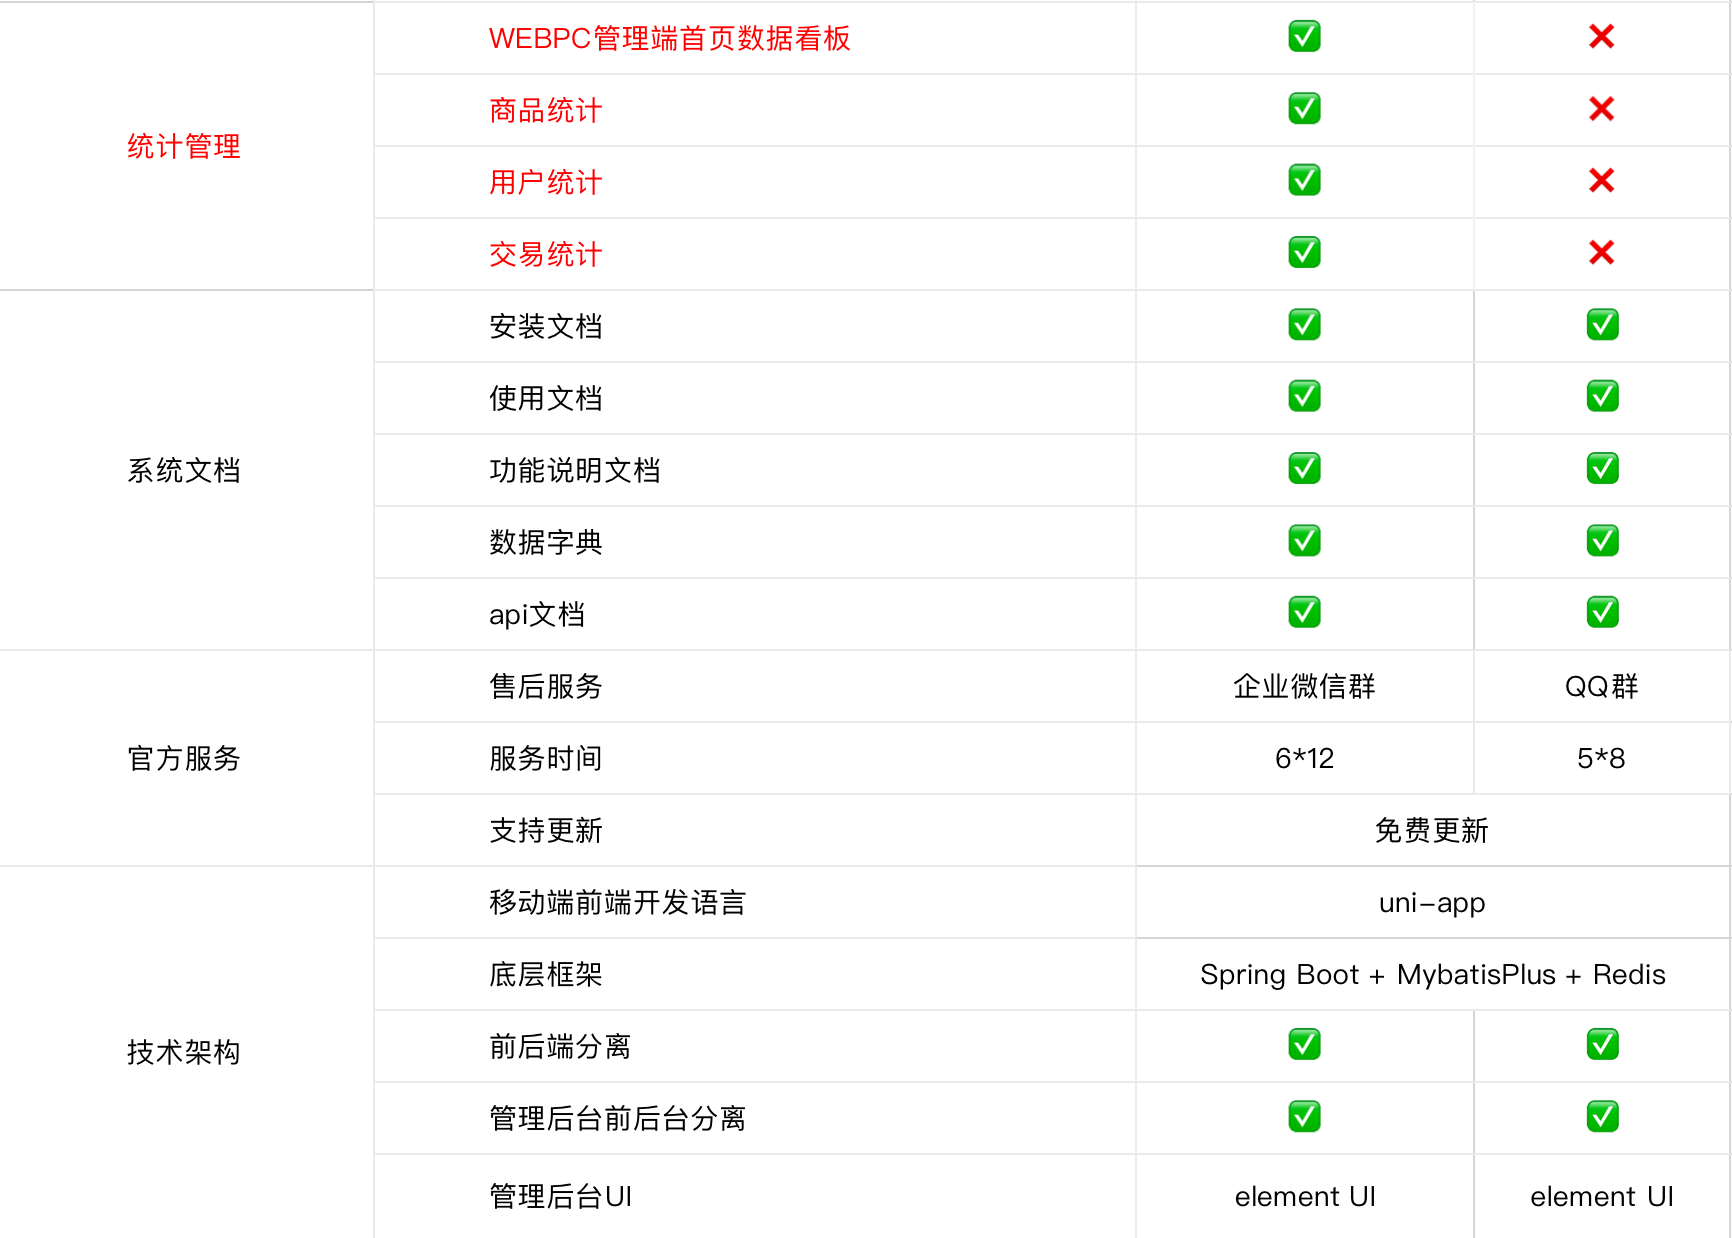 统计管理
WEBPC管理端首页数据看板 ✅ ❌
商品统计 ✅ ❌
用户统计 ✅ ❌
交易统计 ✅ ❌
系统文档
安装文档 ✅ ✅
使用文档 ✅ ✅
功能说明文档 ✅ ✅
数据字典 ✅ ✅
api文档 ✅ ✅
官方服务
售后服务 企业微信群 QQ群
服务时间 6*12 5*8
支持更新 免费更新
技术架构
移动端前端开发语言 uni-app
底层框架 Spring Boot + MybatisPlus + Redis
前后端分离 ✅ ✅
管理后台前后台分离 ✅ ✅
管理后台UI element UI element UI